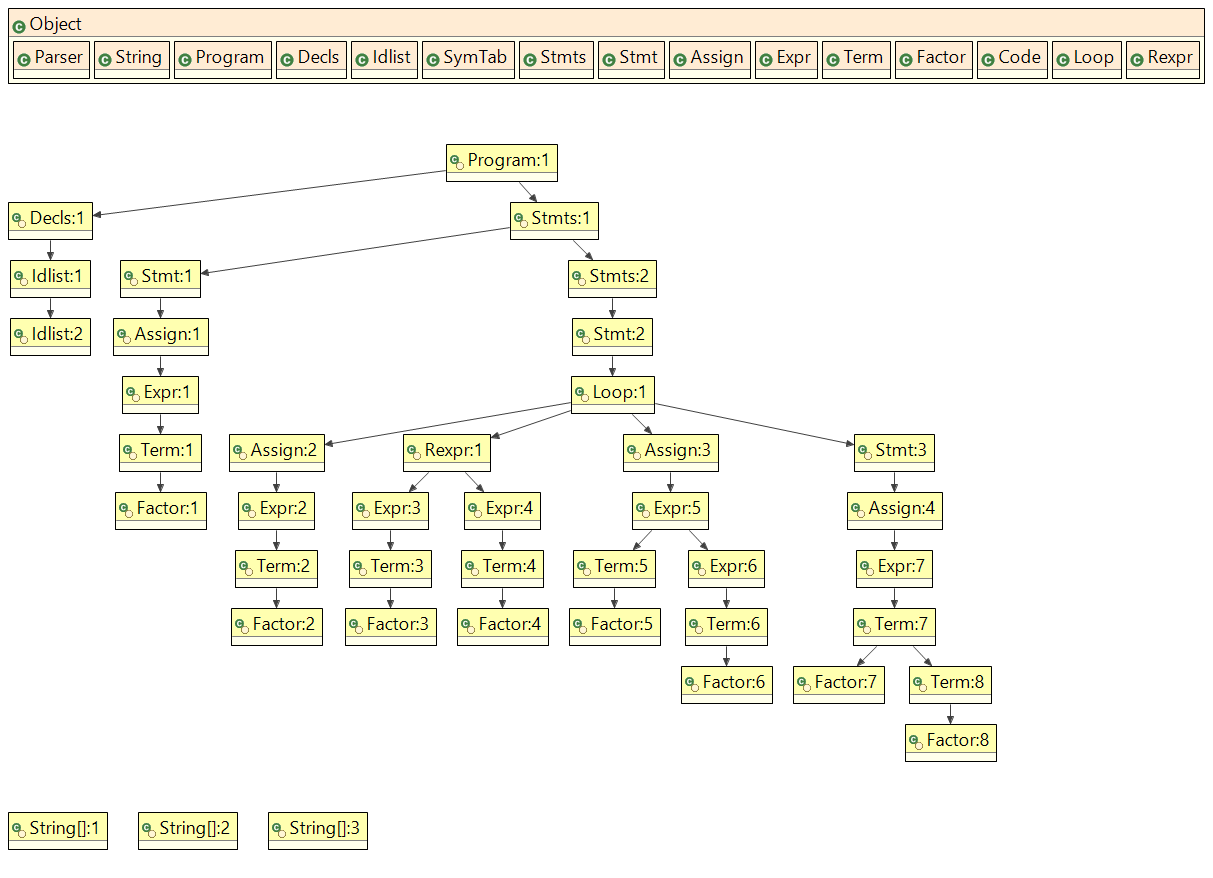 Object
Parser String Program Decls Idlist SymTab Stmts Stmt Assign Expr Term Factor Code Loop Rexpr
Program:1
Decls:1 Stmts:1
Idlist:1 Stmt:1 Stmts:2
Idlist:2 Assign:1 Stmt:2
Expr:1 Loop:1
Term:1 Assign:2 Rexpr:1 Assign:3 Stmt:3
Factor:1 Expr:2 Expr:3 Expr:4 Expr:5 Assign:4
Term:2 Term:3 Term:4 Term:5 Expr:6 Expr:7
Factor:2 Factor:3 Factor:4 Factor:5 Term:6 Term:7
Factor:6 Factor:7 Term:8
Factor:8
String[]:1 String[]:2 String[]:3